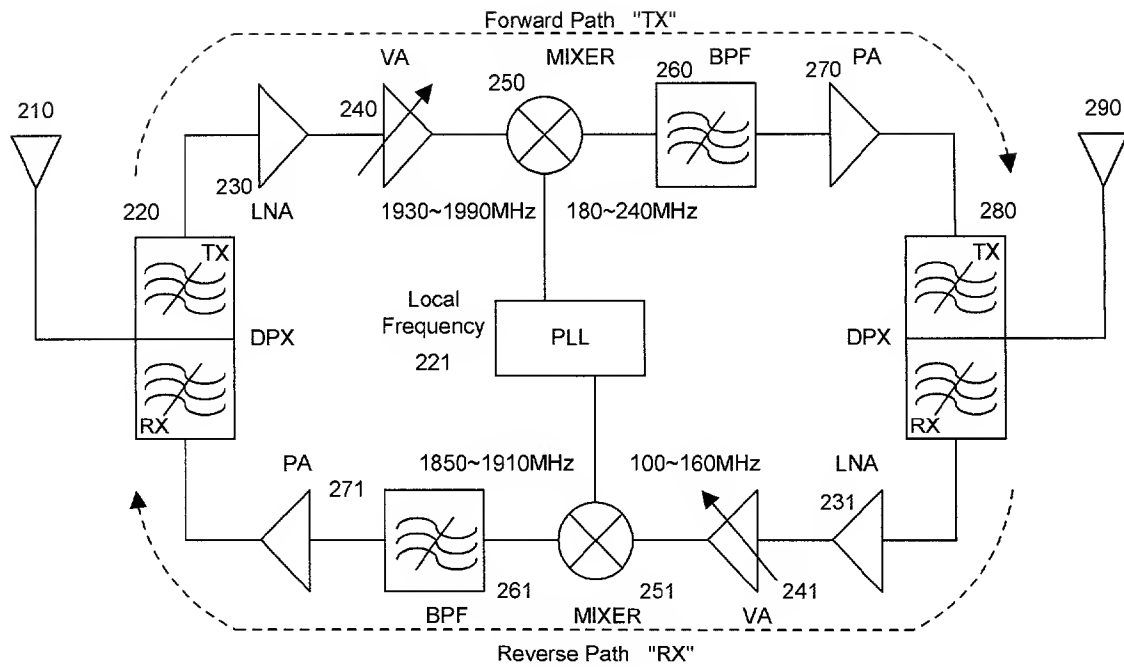 Forward Path "TX"
VA
MIXER
BPF
PA
210
240
250
260
270
290
230
LNA
220
1930~1990MHz
180~240MHz
280
TX
TX
Local
Frequency
221
PLL
DPX
DPX
RX
RX
PA
271
1850~1910MHz
100~160MHz
LNA
231
BPF
261
MIXER
251
VA
241
Reverse Path "RX"